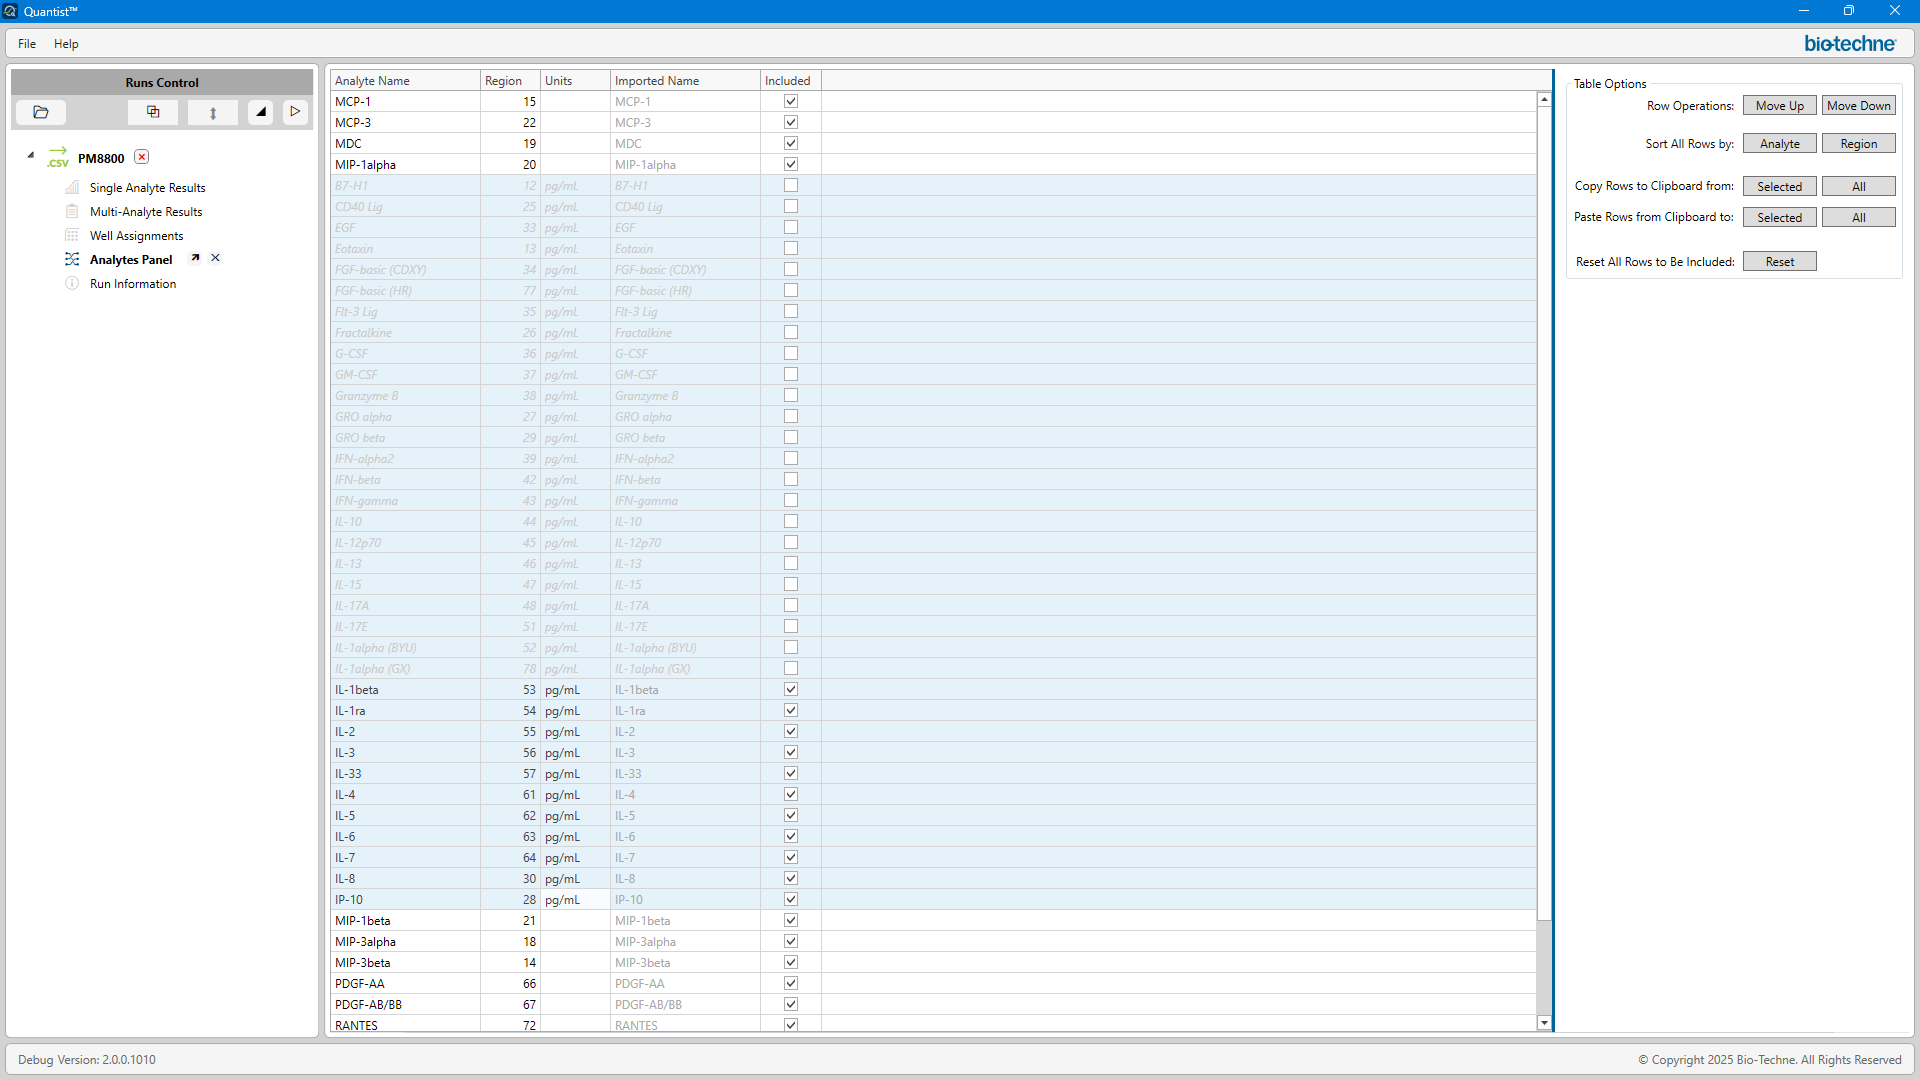 Quantist™
File Help
bio-techne
Runs Control
.csv PM8800
Single Analyte Results
Multi-Analyte Results
Well Assignments
Analytes Panel
Run Information
Analyte Name Region Units Imported Name Included
MCP-1 15 MCP-1
MCP-3 22 MCP-3
MDC 19 MDC
MIP-1alpha 20 MIP-1alpha
B7-H1 12 pg/mL B7-H1
CD40 Lig 25 pg/mL CD40 Lig
EGF 33 pg/mL EGF
Eotaxin 13 pg/mL Eotaxin
FGF-basic (CDXY) 34 pg/mL FGF-basic (CDXY)
FGF-basic (HR) 77 pg/mL FGF-basic (HR)
Flt-3 Lig 35 pg/mL Flt-3 Lig
Fractalkine 26 pg/mL Fractalkine
G-CSF 36 pg/mL G-CSF
GM-CSF 37 pg/mL GM-CSF
Granzyme B 38 pg/mL Granzyme B
GRO alpha 27 pg/mL GRO alpha
GRO beta 29 pg/mL GRO beta
IFN-alpha2 39 pg/mL IFN-alpha2
IFN-beta 42 pg/mL IFN-beta
IFN-gamma 43 pg/mL IFN-gamma
IL-10 44 pg/mL IL-10
IL-12p70 45 pg/mL IL-12p70
IL-13 46 pg/mL IL-13
IL-15 47 pg/mL IL-15
IL-17A 48 pg/mL IL-17A
IL-17E 51 pg/mL IL-17E
IL-1alpha (BYU) 52 pg/mL IL-1alpha (BYU)
IL-1alpha (GX) 78 pg/mL IL-1alpha (GX)
IL-1beta 53 pg/mL IL-1beta
IL-1ra 54 pg/mL IL-1ra
IL-2 55 pg/mL IL-2
IL-3 56 pg/mL IL-3
IL-33 57 pg/mL IL-33
IL-4 61 pg/mL IL-4
IL-5 62 pg/mL IL-5
IL-6 63 pg/mL IL-6
IL-7 64 pg/mL IL-7
IL-8 30 pg/mL IL-8
IP-10 28 pg/mL IP-10
MIP-1beta 21 MIP-1beta
MIP-3alpha 18 MIP-3alpha
MIP-3beta 14 MIP-3beta
PDGF-AA 66 PDGF-AA
PDGF-AB/BB 67 PDGF-AB/BB
RANTES 72 RANTES
Table Options
Row Operations: Move Up Move Down
Sort All Rows by: Analyte Region
Copy Rows to Clipboard from: Selected All
Paste Rows from Clipboard to: Selected All
Reset All Rows to Be Included: Reset
Debug Version: 2.0.0.1010
© Copyright 2025 Bio-Techne. All Rights Reserved